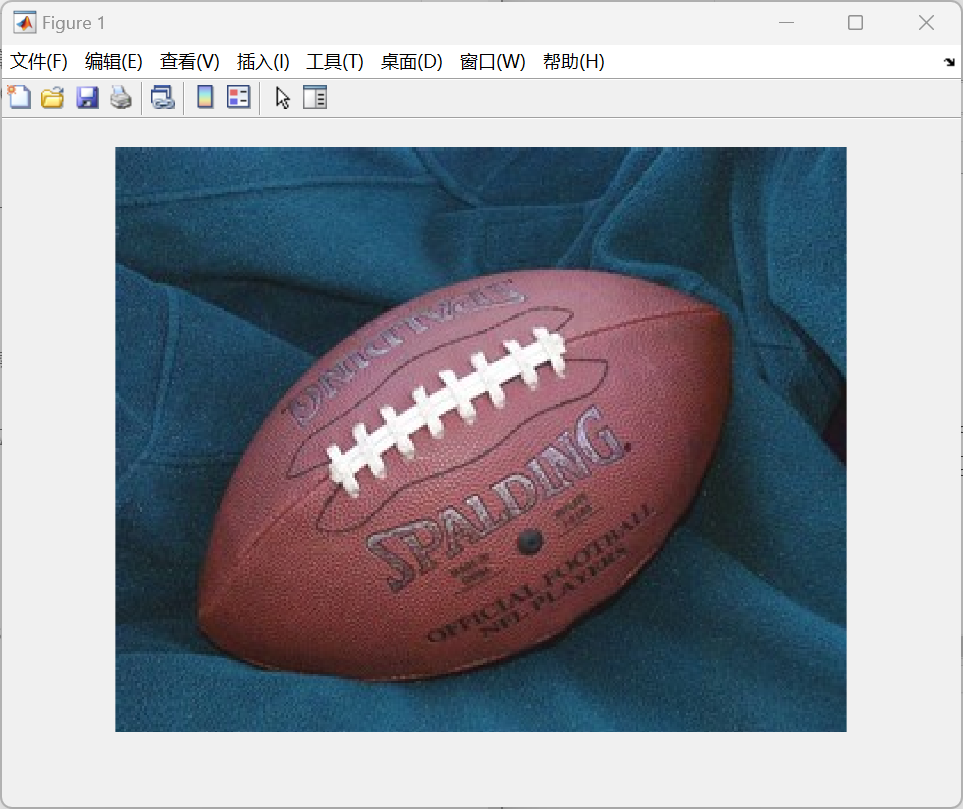 Figure 1
文件(F) 编辑(E) 查看(V) 插入(I) 工具(T) 桌面(D) 窗口(W) 帮助(H)
SPALDING
SPALDING
OFFICIAL FOOTBALL
NFL PLAYERS